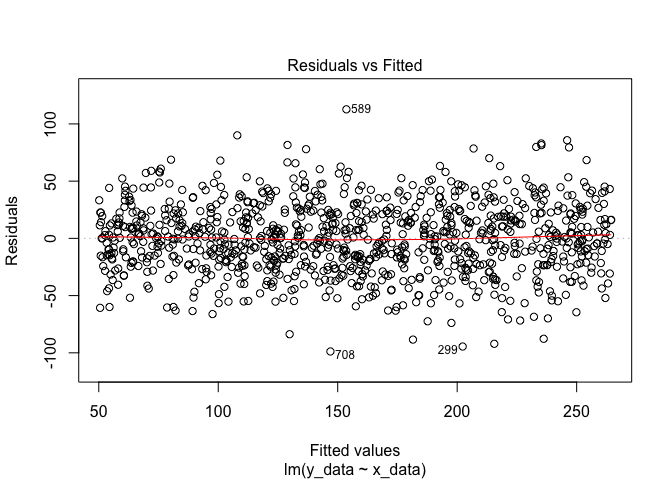 Residuals vs Fitted
589
708
299
100
50
0
-50
-100
Residuals
50 100 150 200 250
Fitted values
lm(y_data ~ x_data)